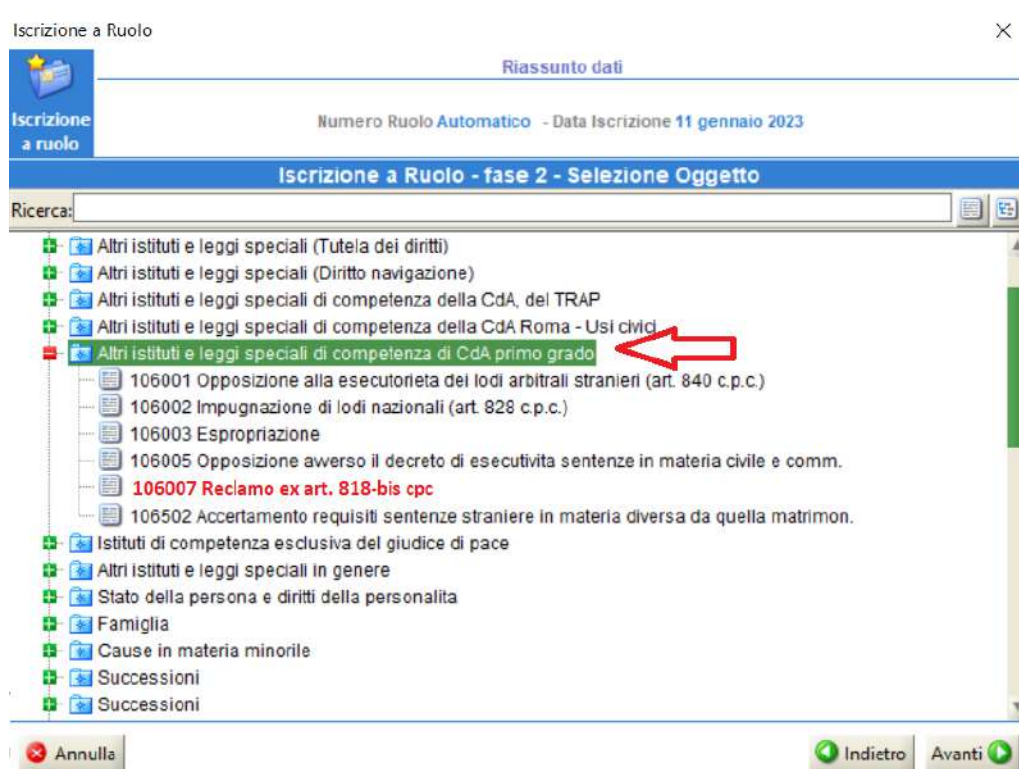 Iscrizione a Ruolo
Riassunto dati
Iscrizione
a ruolo
Numero Ruolo Automatico - Data Iscrizione 11 gennaio 2023
Iscrizione a Ruolo - fase 2 - Selezione Oggetto
Ricerca:
Altri istituti e leggi speciali (Tutela dei diritti)
Altri istituti e leggi speciali (Diritto navigazione)
Altri istituti e leggi speciali di competenza della CdA, del TRAP
Altri istituti e leggi speciali di competenza della CdA Roma - Usi civici
Altri istituti e leggi speciali di competenza di CdA primo grado
106001 Opposizione alla esecutorieta dei lodi arbitrali stranieri (art. 840 c.p.c.)
106002 Impugnazione di lodi nazionali (art. 828 c.p.c.)
106003 Espropriazione
106005 Opposizione avverso il decreto di esecutivita sentenze in materia civile e comm.
106007 Reclamo ex art. 818-bis cpc
106502 Accertamento requisiti sentenze straniere in materia diversa da quella matrimon.
Istituti di competenza esclusiva del giudice di pace
Altri istituti e leggi speciali in genere
Stato della persona e diritti della personalita
Famiglia
Cause in materia minorile
Successioni
Successioni
Annulla
Indietro
Avanti